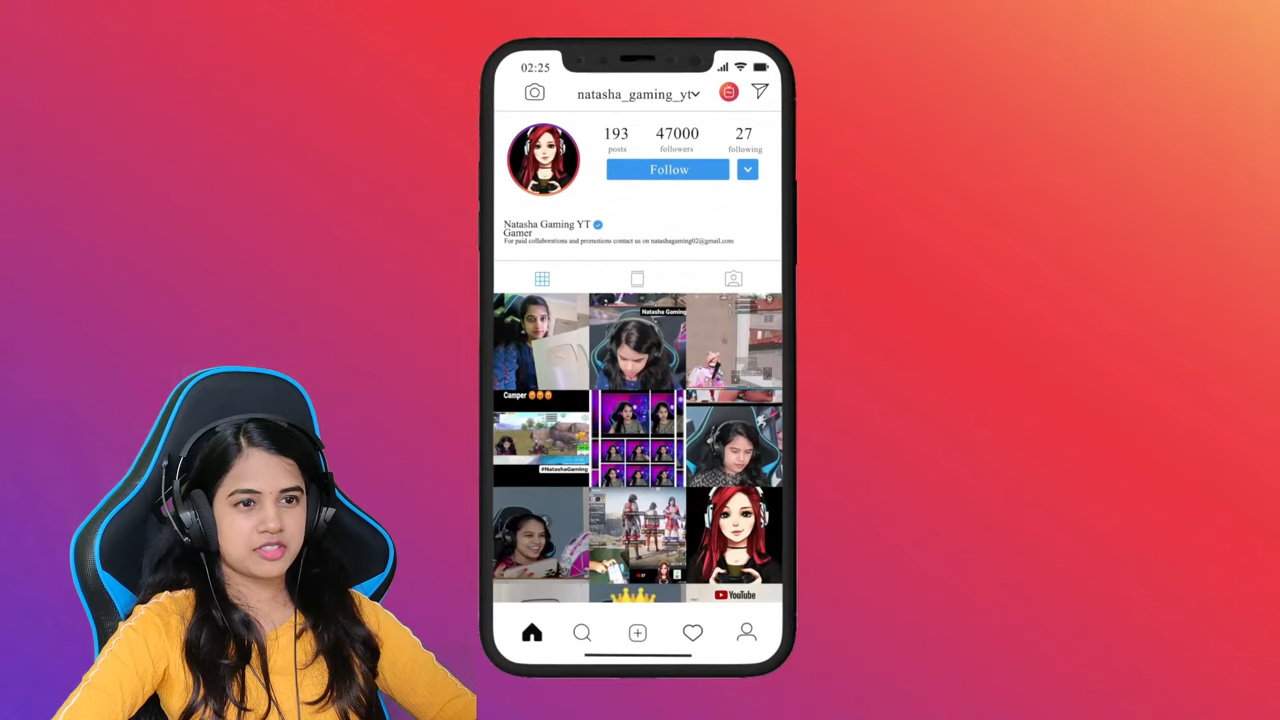 02:25
natasha_gaming_yt
193 47000 27
posts followers following
Follow
Natasha Gaming YT
Gamer
For paid collaborations and promotions contact us on natashagaming02@gmail.com
Natasha Gaming
Camper
#NatashaGaming
YouTube